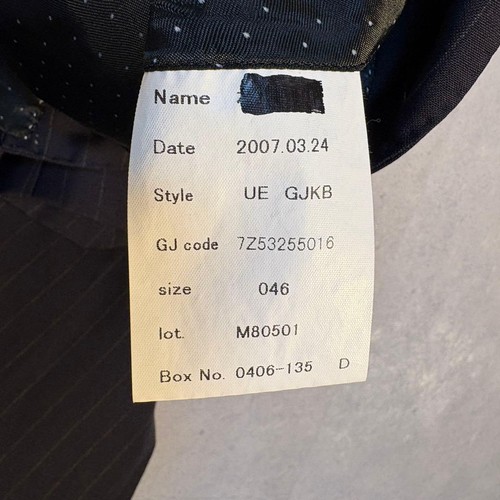 Name
Date 2007.03.24
Style UE GJKB
GJ code 7Z53255016
size 046
lot. M80501
Box No. 0406-135 D